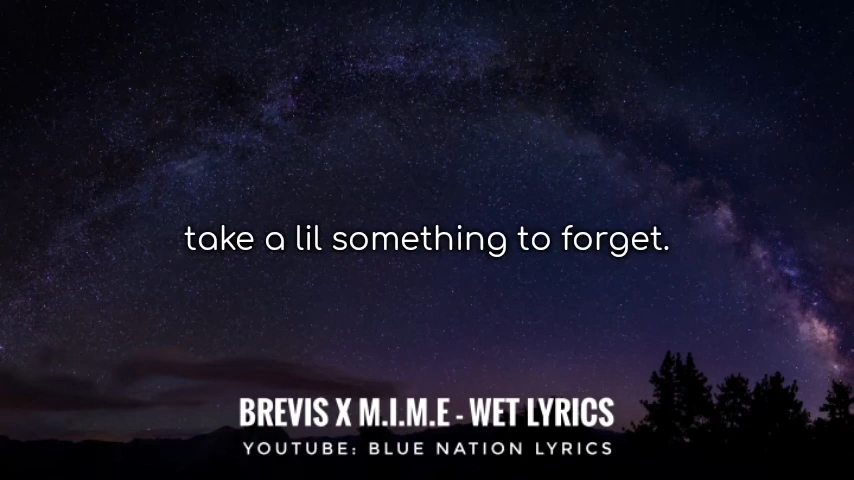 take a lil something to forget.
BREVIS X M.I.M.E - WET LYRICS
YOUTUBE: BLUE NATION LYRICS